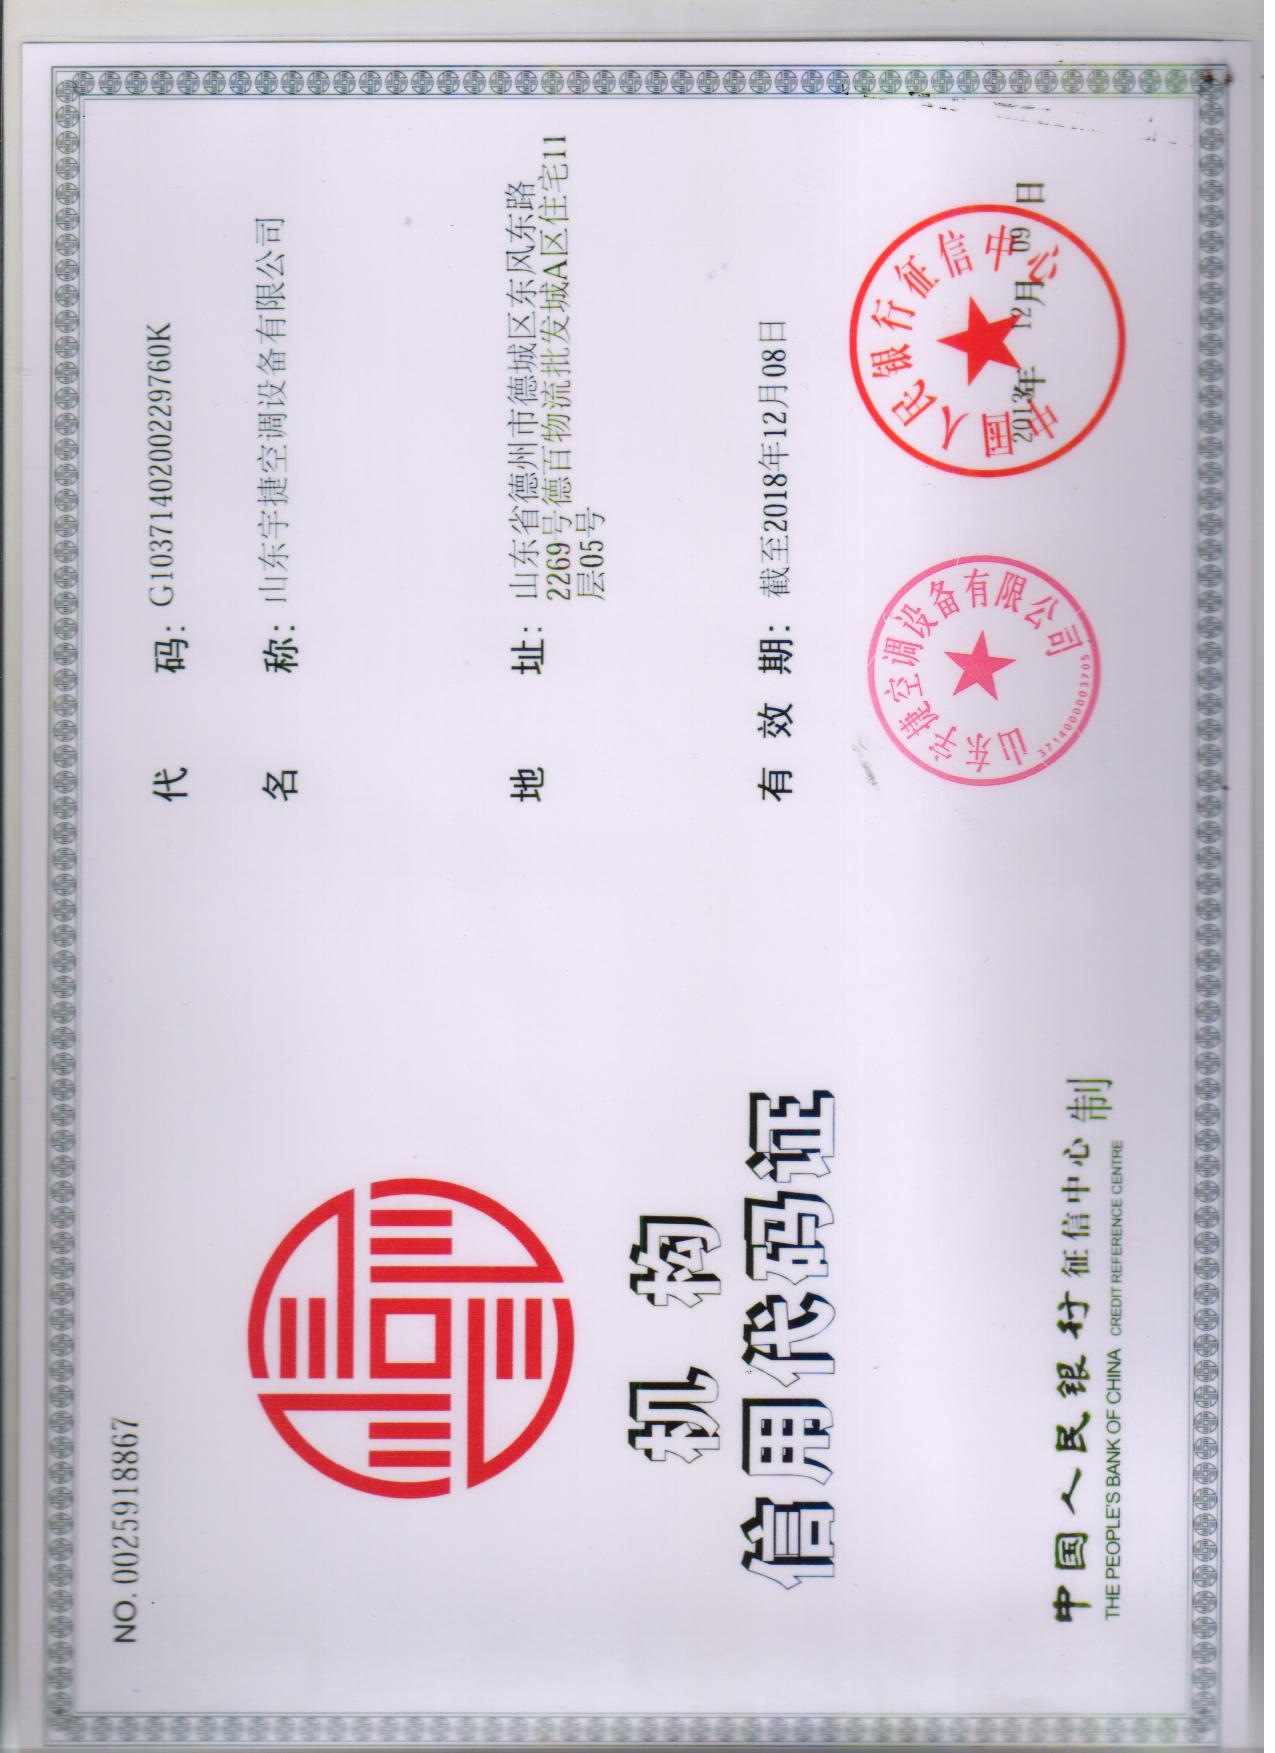 NO.0025918867
机 构
信用代码证
中国人民银行征信中心 制
THE PEOPLE'S BANK OF CHINA CREDIT REFERENCE CENTRE
代 码: G1037140200229760K
名 称: 山东宇捷空调设备有限公司
地 址: 山东省德州市德城区东风东路
2269号德百物流批发城A区住宅11
层05号
有 效 期: 截至2018年12月08日
山东宇捷空调设备有限公司
3714000003705
中国人民银行征信中心
2013年 12月 09 日